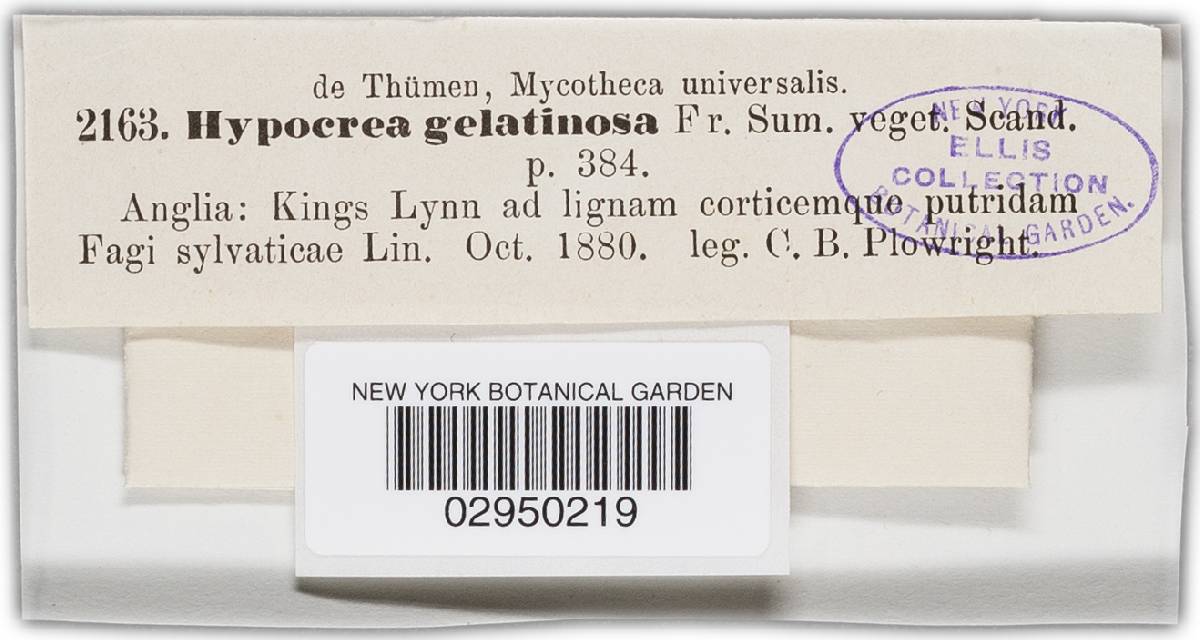 de Thümen, Mycotheca universalis.
2163. Hypocrea gelatinosa Fr. Sum. veget. Scand.
p. 384.
Anglia: Kings Lynn ad lignam corticemque putridam
Fagi sylvaticae Lin. Oct. 1880. leg. C. B. Plowright.
NEW YORK
ELLIS
COLLECTION
BOTANICAL GARDEN.
NEW YORK BOTANICAL GARDEN
02950219